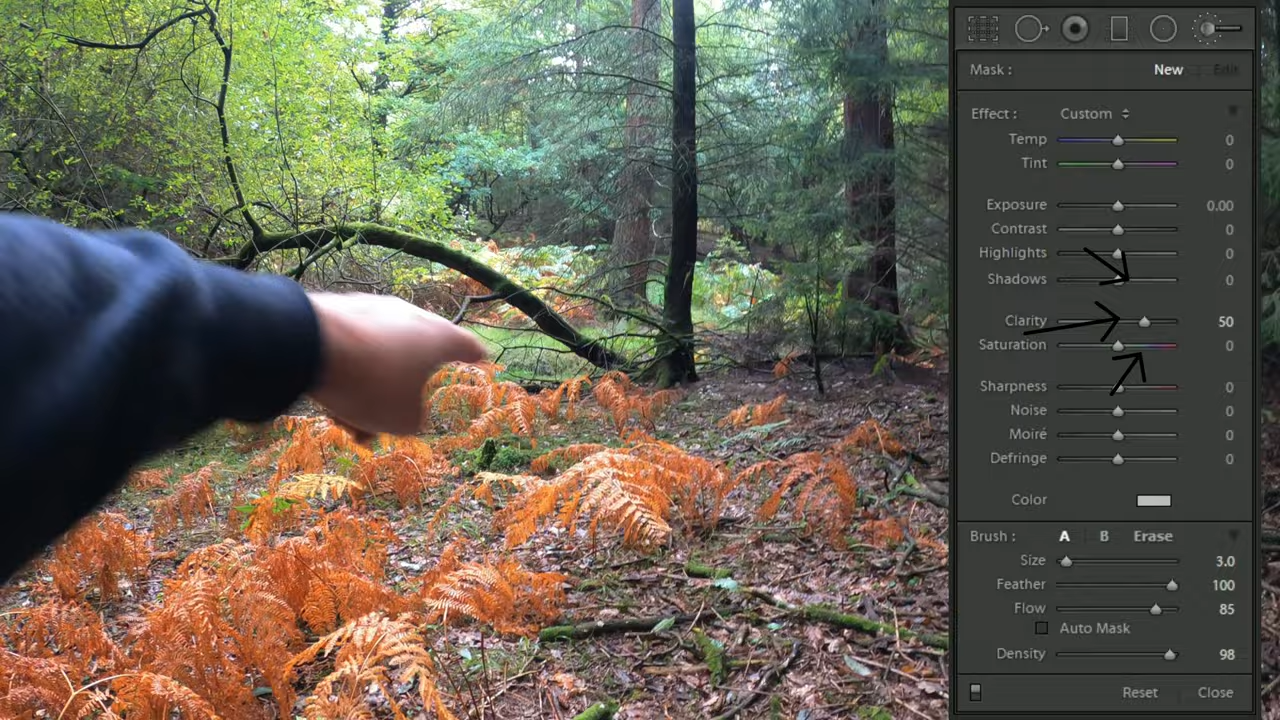 Mask : New Edit
Effect : Custom
Temp 0
Tint 0
Exposure 0.00
Contrast 0
Highlights 0
Shadows 0
Clarity 50
Saturation 0
Sharpness 0
Noise 0
Moiré 0
Defringe 0
Color
Brush : A B Erase
Size 3.0
Feather 100
Flow 85
Auto Mask
Density 98
Reset Close